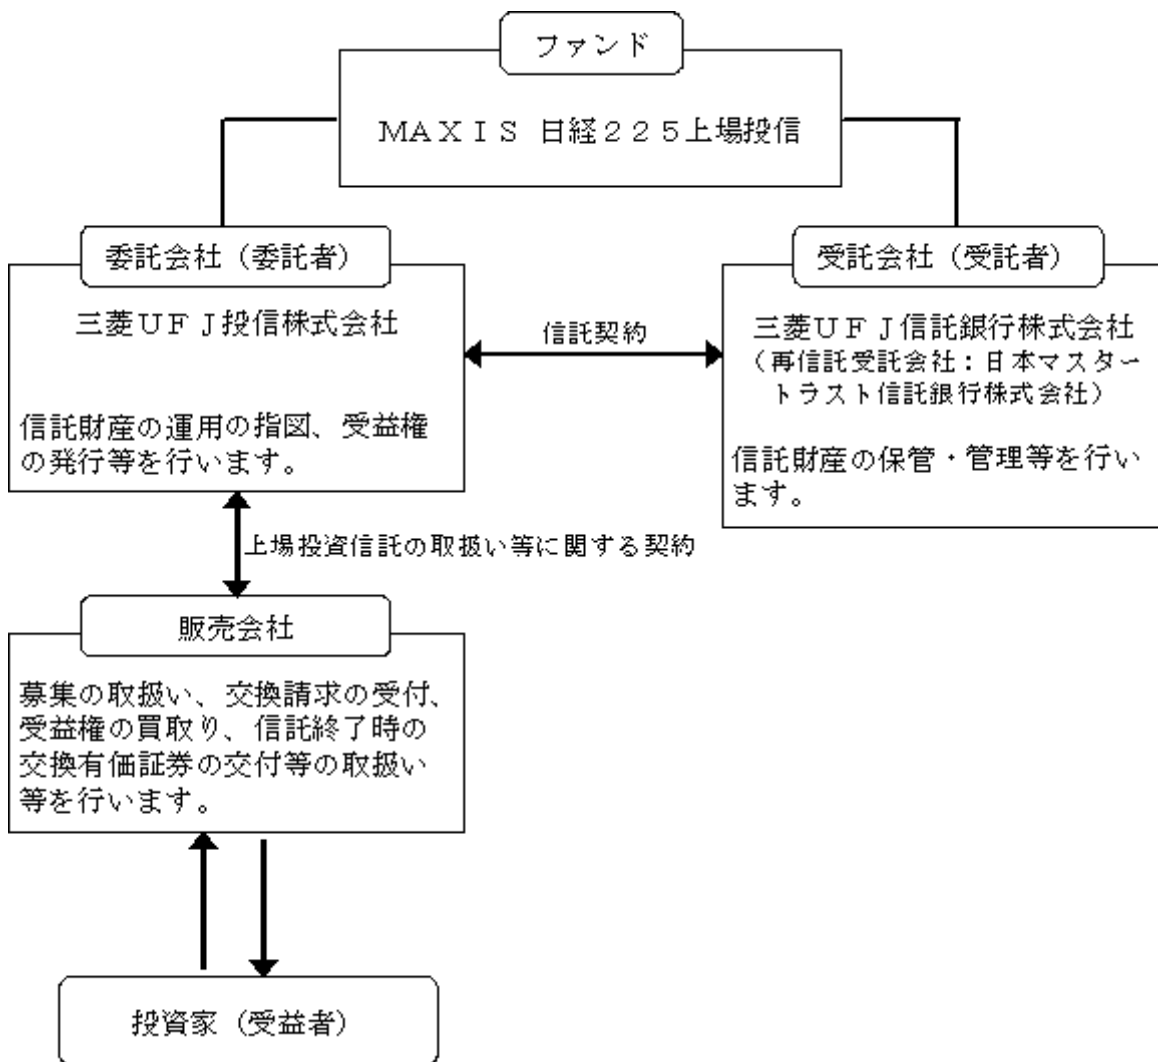 ファンド
ＭＡＸＩＳ 日経２２５上場投信
委託会社（委託者）
三菱ＵＦＪ投信株式会社
信託財産の運用の指図、受益権
の発行等を行います。
信託契約
受託会社（受託者）
三菱ＵＦＪ信託銀行株式会社
（再信託受託会社：日本マスター
トラスト信託銀行株式会社）
信託財産の保管・管理等を行い
ます。
上場投資信託の取扱い等に関する契約
販売会社
募集の取扱い、交換請求の受付、
受益権の買取り、信託終了時の
交換有価証券の交付等の取扱い
等を行います。
投資家（受益者）